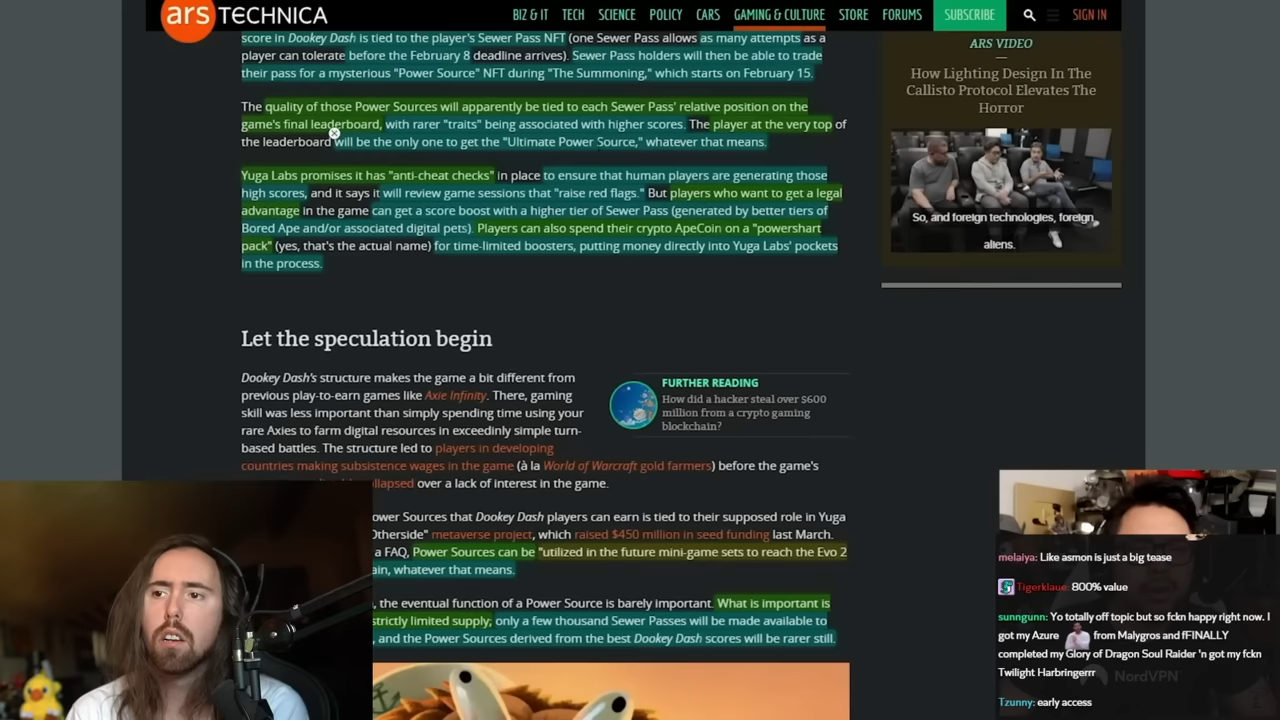 ars TECHNICA
BIZ & IT TECH SCIENCE POLICY CARS GAMING & CULTURE STORE FORUMS SUBSCRIBE SIGN IN
score in Dookey Dash is tied to the player's Sewer Pass NFT (one Sewer Pass allows as many attempts as a
player can tolerate before the February 8 deadline arrives). Sewer Pass holders will then be able to trade
their pass for a mysterious "Power Source" NFT during "The Summoning," which starts on February 15.
The quality of those Power Sources will apparently be tied to each Sewer Pass' relative position on the
game's final leaderboard, with rarer "traits" being associated with higher scores. The player at the very top of
the leaderboard will be the only one to get the "Ultimate Power Source," whatever that means.
Yuga Labs promises it has "anti-cheat checks" in place to ensure that human players are generating those
high scores, and it says it will review game sessions that "raise red flags." But players who want to get a legal
advantage in the game can get a score boost with a higher tier of Sewer Pass (generated by better tiers of
Bored Ape and/or associated digital pets). Players can also spend their crypto ApeCoin on a "powershart
pack" (yes, that's the actual name) for time-limited boosters, putting money directly into Yuga Labs' pockets
in the process.
ARS VIDEO
How Lighting Design In The
Callisto Protocol Elevates The
Horror
So, and foreign technologies, foreign
aliens.
Let the speculation begin
Dookey Dash's structure makes the game a bit different from
previous play-to-earn games like Axie Infinity. There, gaming
skill was less important than simply spending time using your
rare Axies to farm digital resources in exceedingly simple turn-
based battles. The structure led to players in developing
countries making subsistence wages in the game (à la World of Warcraft gold farmers) before the game's
collapsed over a lack of interest in the game.
FURTHER READING
How did a hacker steal over $600
million from a crypto gaming
blockchain?
ower Sources that Dookey Dash players can earn is tied to their supposed role in Yuga
Otherside" metaverse project, which raised $450 million in seed funding last March.
a FAQ, Power Sources can be "utilized in the future mini-game sets to reach the Evo 2
ain, whatever that means.
, the eventual function of a Power Source is barely important. What is important is
strictly limited supply; only a few thousand Sewer Passes will be made available to
, and the Power Sources derived from the best Dookey Dash scores will be rarer still.
melaiya: Like asmon is just a big tease
Tigerklaue: 800% value
sunngunn: Yo totally off topic but so fckn happy right now. I
got my Azure from Malygros and fFINALLY
completed my Glory of Dragon Soul Raider 'n got my fckn
Twilight Harbringerrr
NordVPN
Tzunny: early access